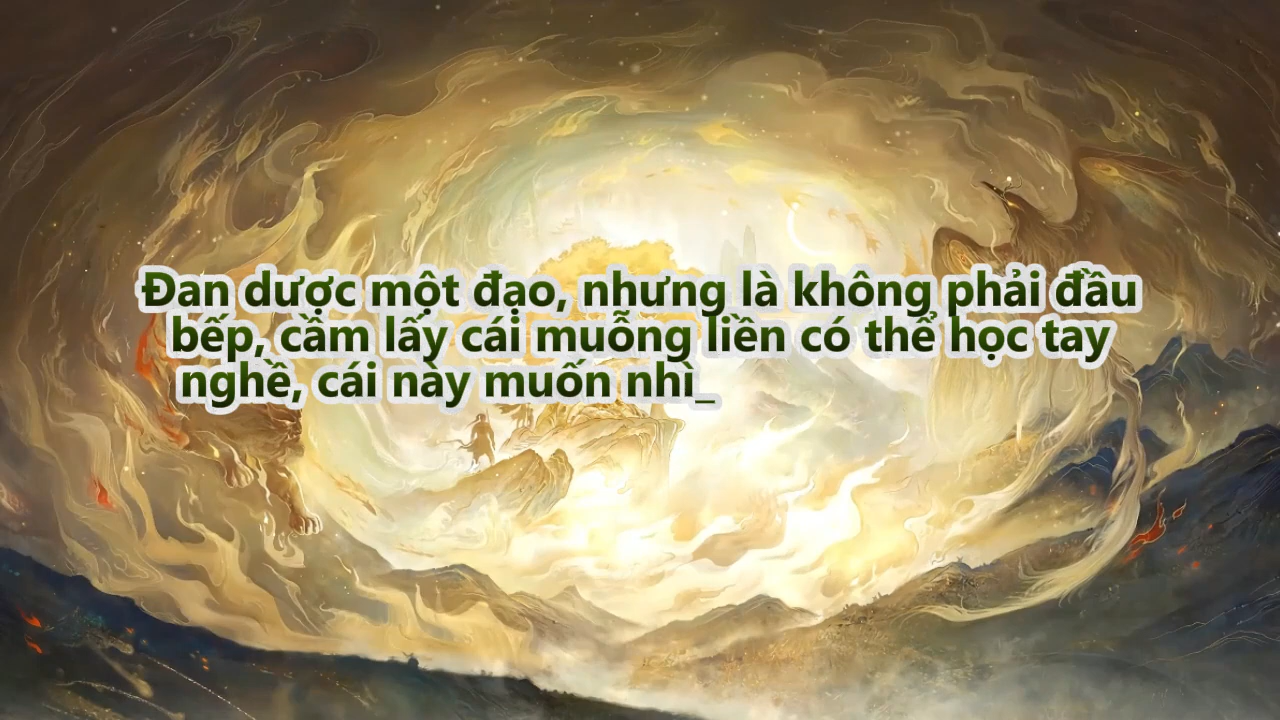 Đan dược một đạo, nhưng là không phải đầu
bếp, cầm lấy cái muỗng liền có thể học tay
nghề, cái này muốn nhì_